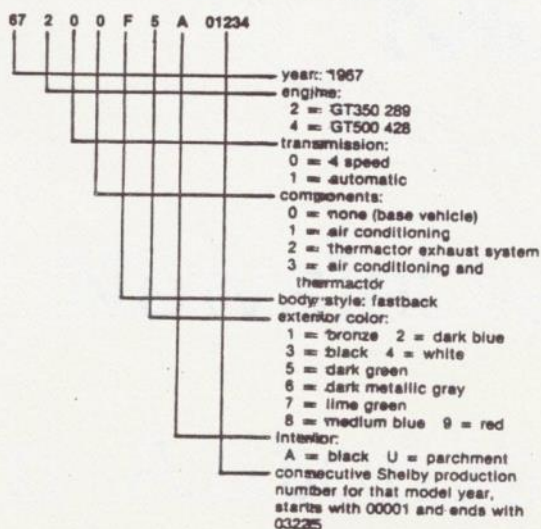 67 2 0 0 F 5 A 01234
year: 1967
engine:
2 = GT350 289
4 = GT500 428
transmission:
0 = 4 speed
1 = automatic
components:
0 = none (base vehicle)
1 = air conditioning
2 = thermactor exhaust system
3 = air conditioning and
thermactor
body style: fastback
exterior color:
1 = bronze 2 = dark blue
3 = black 4 = white
5 = dark green
6 = dark metallic gray
7 = lime green
8 = medium blue 9 = red
interior:
A = black U = parchment
consecutive Shelby production
number for that model year,
starts with 00001 and ends with